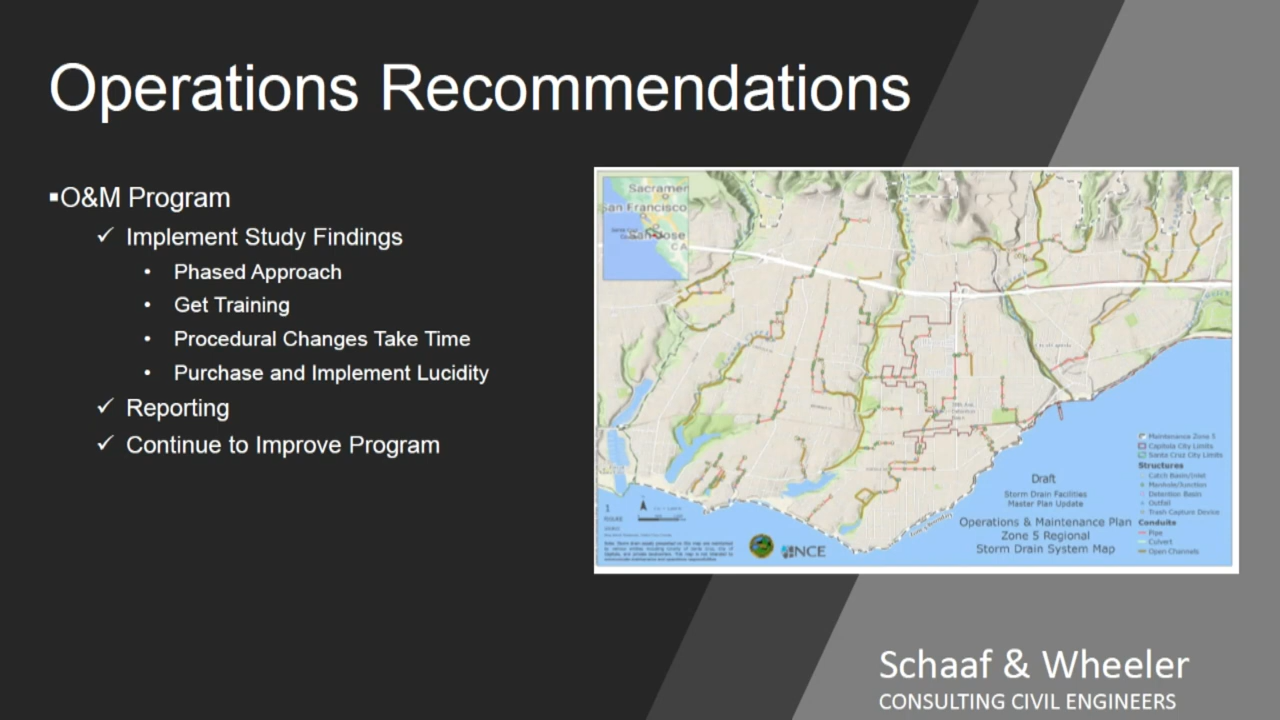 Operations Recommendations
▪O&M Program
✓ Implement Study Findings
• Phased Approach
• Get Training
• Procedural Changes Take Time
• Purchase and Implement Lucidity
✓ Reporting
✓ Continue to Improve Program
Sacramen
San Francisco
San Jose
CA
Draft
Storm Drain Facilities
Master Plan Update
Operations & Maintenance Plan
Zone 5 Regional
Storm Drain System Map
NCE
Maintenance Zone 5
Capitola City Limits
Santa Cruz City Limits
Structures
Catch Basin/Inlet
Manhole/Junction
Detention Basin
Outfall
Trash Capture Device
Conduits
Pipe
Culvert
Open Channels
1
FIGURE
Schaaf & Wheeler
CONSULTING CIVIL ENGINEERS